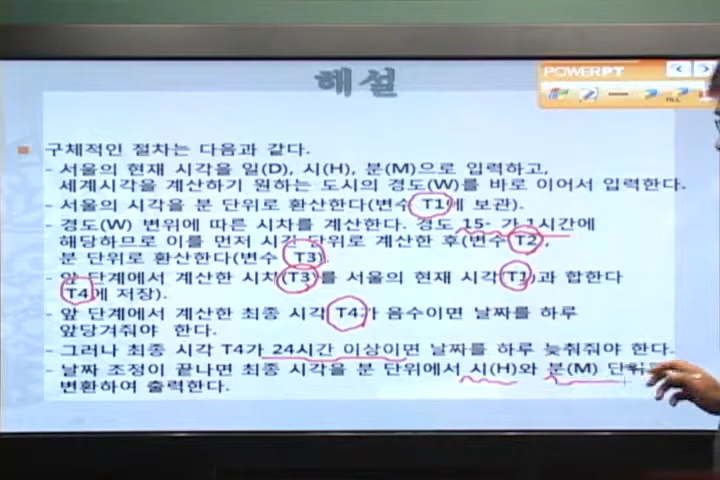 해설
POWERPT
구체적인 절차는 다음과 같다.
- 서울의 현재 시각을 일(D), 시(H), 분(M)으로 입력하고,
세계시각을 계산하기 원하는 도시의 경도(W)를 바로 이어서 입력한다.
- 서울의 시각을 분 단위로 환산한다(변수 T1에 보관).
- 경도(W) 변위에 따른 시차를 계산한다. 경도 15- 가 1시간에
해당하므로 이를 먼저 시간 단위로 계산한 후(변수 T2),
분 단위로 환산한다(변수 T3).
- 앞 단계에서 계산한 시차(T3)를 서울의 현재 시각(T1)과 합한다
T4에 저장).
- 앞 단계에서 계산한 최종 시각 T4가 음수이면 날짜를 하루
앞당겨줘야 한다.
- 그러나 최종 시각 T4가 24시간 이상이면 날짜를 하루 늦춰줘야 한다.
- 날짜 조정이 끝나면 최종 시각을 분 단위에서 시(H)와 분(M) 단위로
변환하여 출력한다.